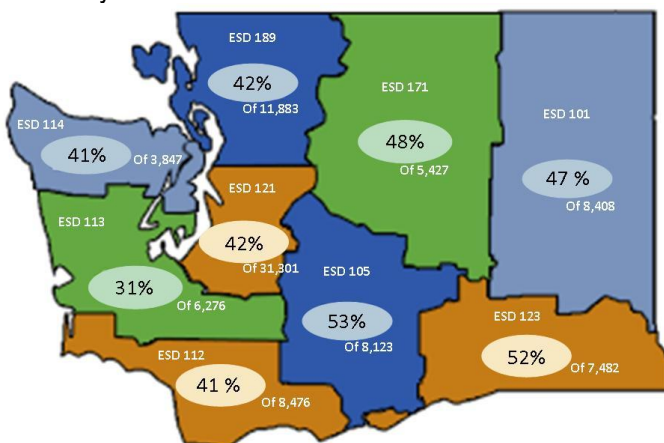 ESD 189
42%
Of 11,883
ESD 171
48%
Of 5,427
ESD 101
47 %
Of 8,408
ESD 114
41%
Of 3,847
ESD 121
42%
Of 31,301
ESD 113
31%
Of 6,276
ESD 105
53%
Of 8,123
ESD 123
52%
Of 7,482
ESD 112
41 %
Of 8,476